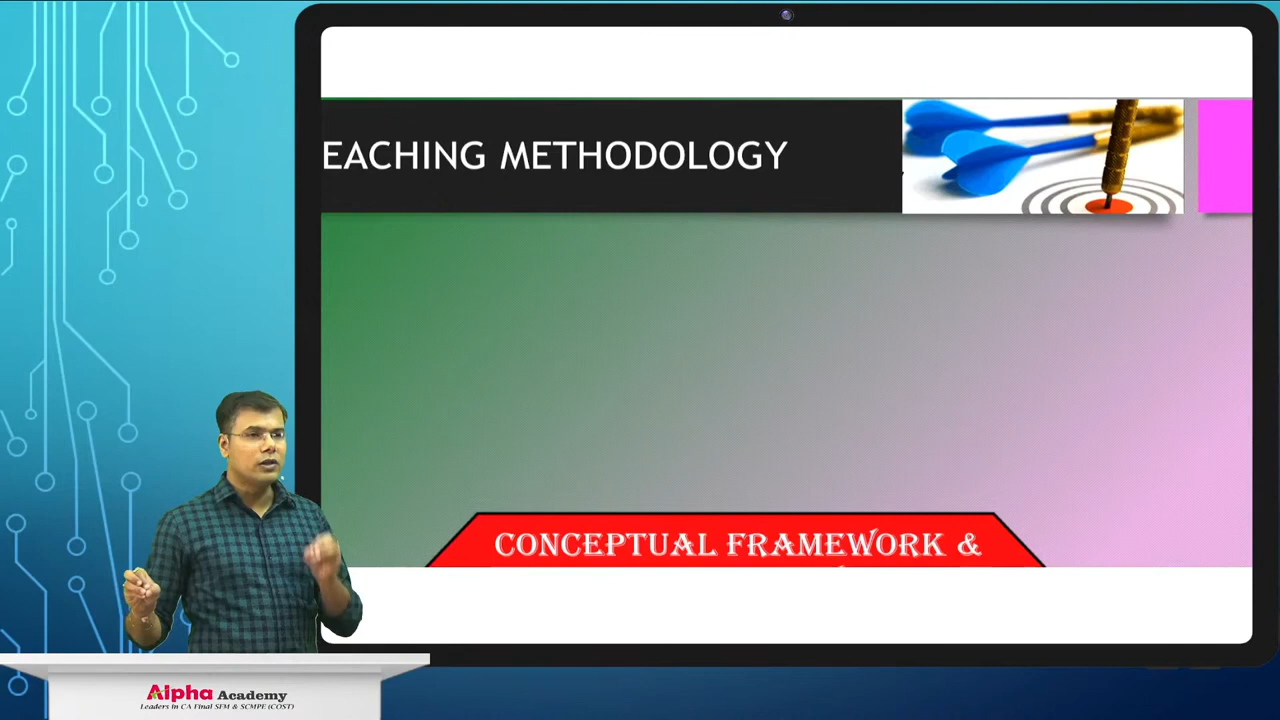 EACHING METHODOLOGY
CONCEPTUAL FRAMEWORK &
Alpha Academy
Leaders in CA Final SFM & SCMPE (COST)